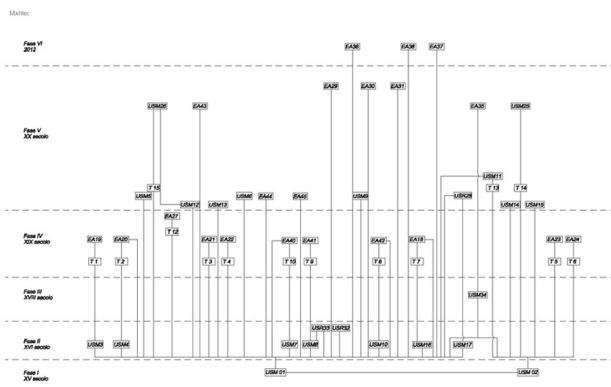 Matrix
Fase VI
2012
EA36 EA38 EA37
EA29 EA30 EA31
Fase V
XX secolo
USM26 EA43 EA35 USM25
USM11
T 15 T 13 T 14
USM5 USM6 EA44 EA45 USM9 USR28
USM12 USM13 USM14 USM19
Fase IV
XIX secolo
EA27
T 12
EA19 EA20 EA21 EA22 EA40 EA41 EA42 EA18 EA23 EA24
T 1 T 2 T 3 T 4 T 10 T 9 T 8 T 7 T 5 T 6
Fase III
XVIII secolo
USM34
Fase II
XVI secolo
USR33 USR32
USM3 USM4 USM7 USM8 USM10 USM16 USM17
Fase I
XV secolo
USM 01 USM 02